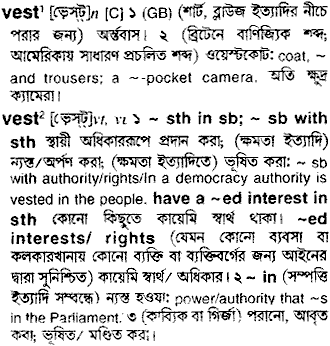 vest¹ [ভেস্ট্]n [C] ১ (GB) (শার্ট, ব্লাউজ ইত্যাদির নীচে
পরার জন্য) অর্ন্তবাস। ২ (ব্রিটেনে বাণিজ্যিক শব্দ;
আমেরিকায় সাধারণ প্রচলিত শব্দ) ওয়েস্টকোট: coat, ~
and trousers; a ~-pocket camera. অতি ক্ষুদ্র
ক্যামেরা।
vest² [ভেস্ট্]vt, vi ১ ~ sth in sb; ~ sb with
sth স্থায়ী অধিকাররূপে প্রদান করা; (ক্ষমতা ইত্যাদি)
ন্যস্ত/অর্পণ করা; (ক্ষমতা ইত্যাদিতে) ভূষিত করা: ~ sb
with authority/rights/In a democracy authority is
vested in the people. have a ~ed interest in
sth কোনো কিছুতে কায়েমি স্বার্থ থাকা। ~ed
interests/ rights (যেমন কোনো ব্যবসা বা
কলকারখানায় কোনো ব্যক্তি বা ব্যক্তিবর্গের জন্য আইনের
দ্বারা সুনিশ্চিত) কায়েমি স্বার্থ/ অধিকার। ২ ~ in (সম্পত্তি
ইত্যাদি সম্বন্ধে) ন্যস্ত হওয়া: power/authority that ~s
in the Parliament. ৩ (কাব্যিক বা গির্জা) পরানো, আবৃত
করা; ভূষিত/ মণ্ডিত করা।